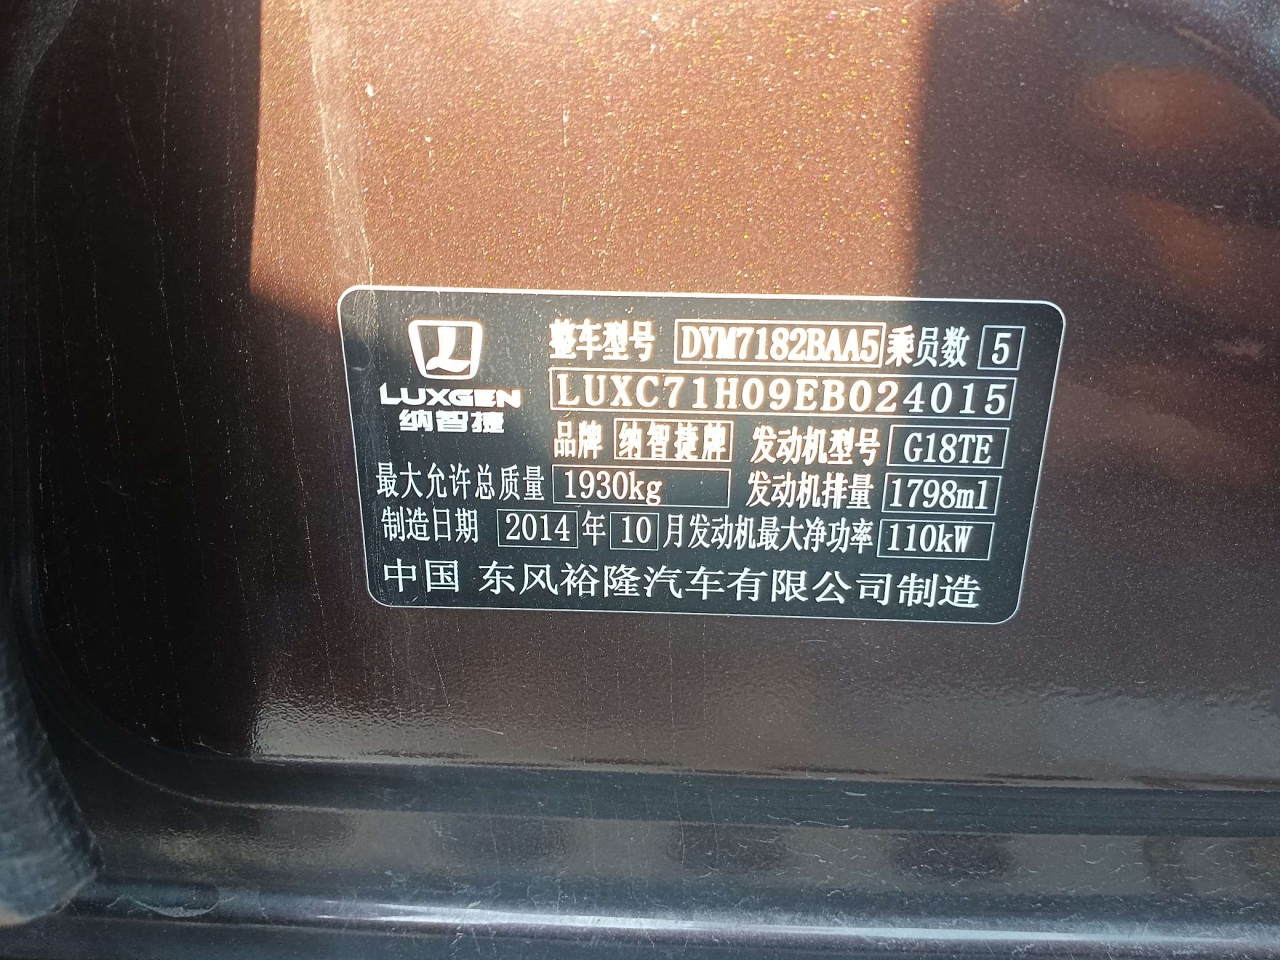 LUXGEN
纳智捷
整车型号 DYM7182BAA5 乘员数 5
LUXC71H09EB024015
品牌 纳智捷牌 发动机型号 G18TE
最大允许总质量 1930kg 发动机排量 1798ml
制造日期 2014 年 10 月 发动机最大净功率 110kW
中国 东风裕隆汽车有限公司制造